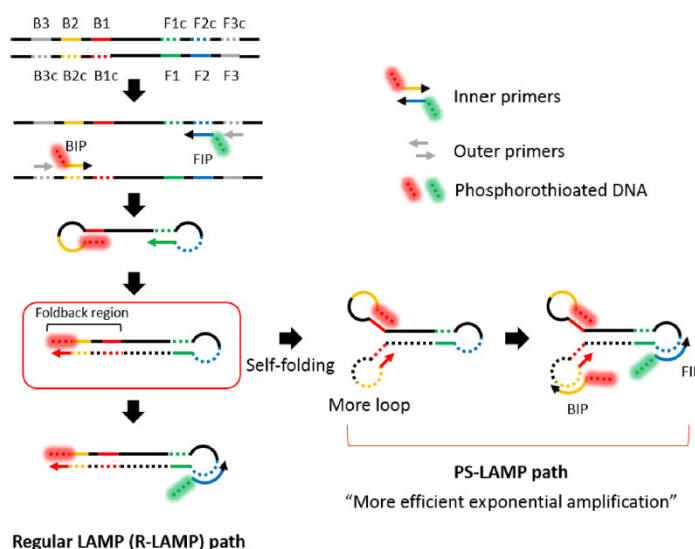 B3 B2 B1 F1c F2c F3c
B3c B2c B1c F1 F2 F3
Inner primers
BIP
FIP
Outer primers
Phosphorothioated DNA
Foldback region
Self-folding
More loop
BIP
FI
PS-LAMP path
“More efficient exponential amplification”
Regular LAMP (R-LAMP) path